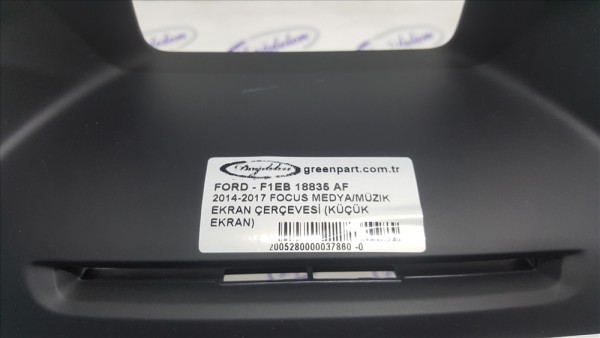 greenpart.com.tr
FORD - F1EB 18835 AF
2014-2017 FOCUS MEDYA/MÜZİK
EKRAN ÇERÇEVESİ (KÜÇÜK
EKRAN)
2005280000037860 -0